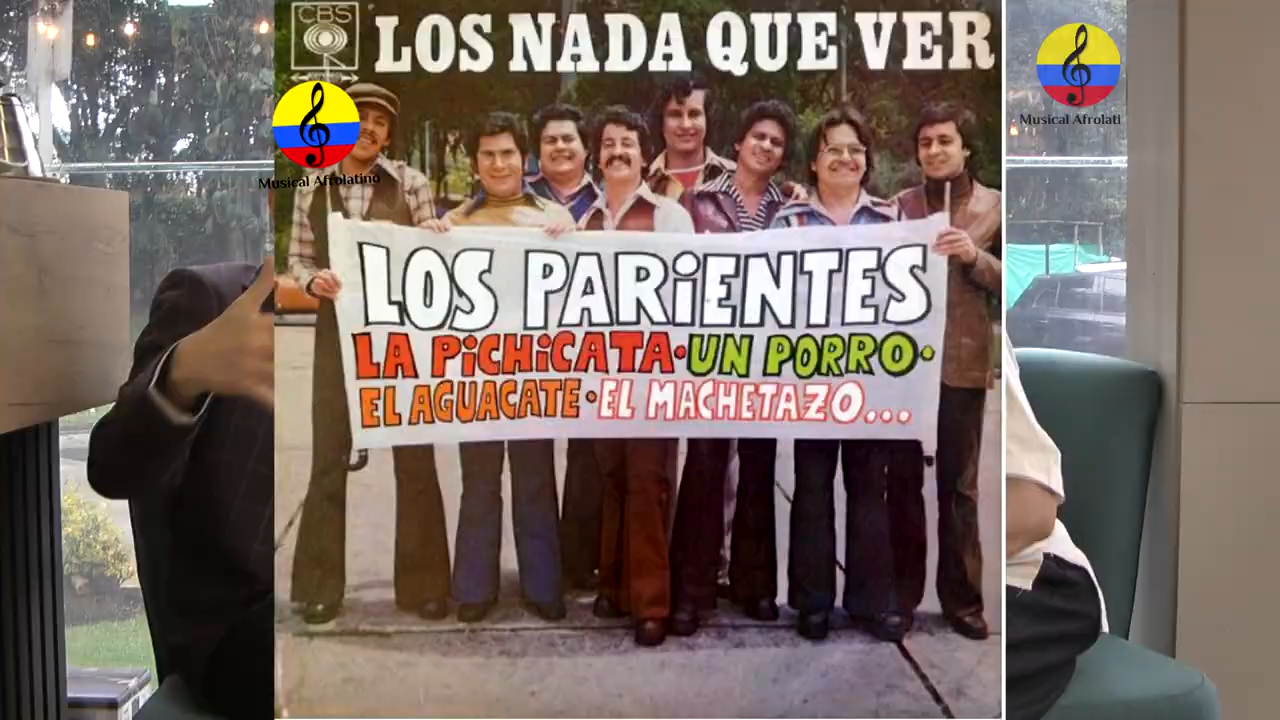 CBS
LOS NADA QUE VER
Musical Afrolatino
Musical Afrolati
LOS PARiENTES
LA PiCHiCATA•UN PORRO•
EL AGUACATE•EL MACHETAZO...